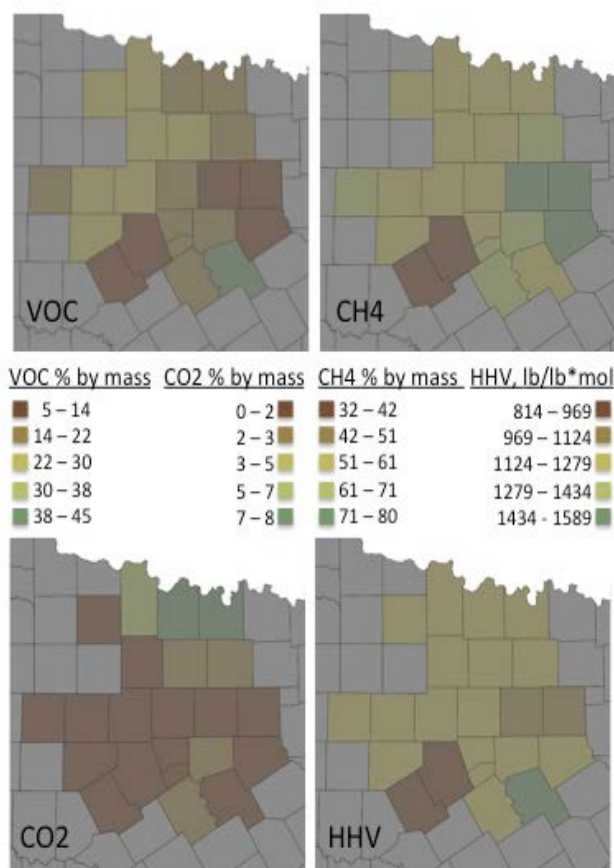 VOC
CH4
VOC % by mass CO2 % by mass CH4 % by mass HHV, lb/lb*mol
5 – 14 0 – 2 32 – 42 814 – 969
14 – 22 2 – 3 42 – 51 969 – 1124
22 – 30 3 – 5 51 – 61 1124 – 1279
30 – 38 5 – 7 61 – 71 1279 – 1434
38 – 45 7 – 8 71 – 80 1434 - 1589
CO2
HHV